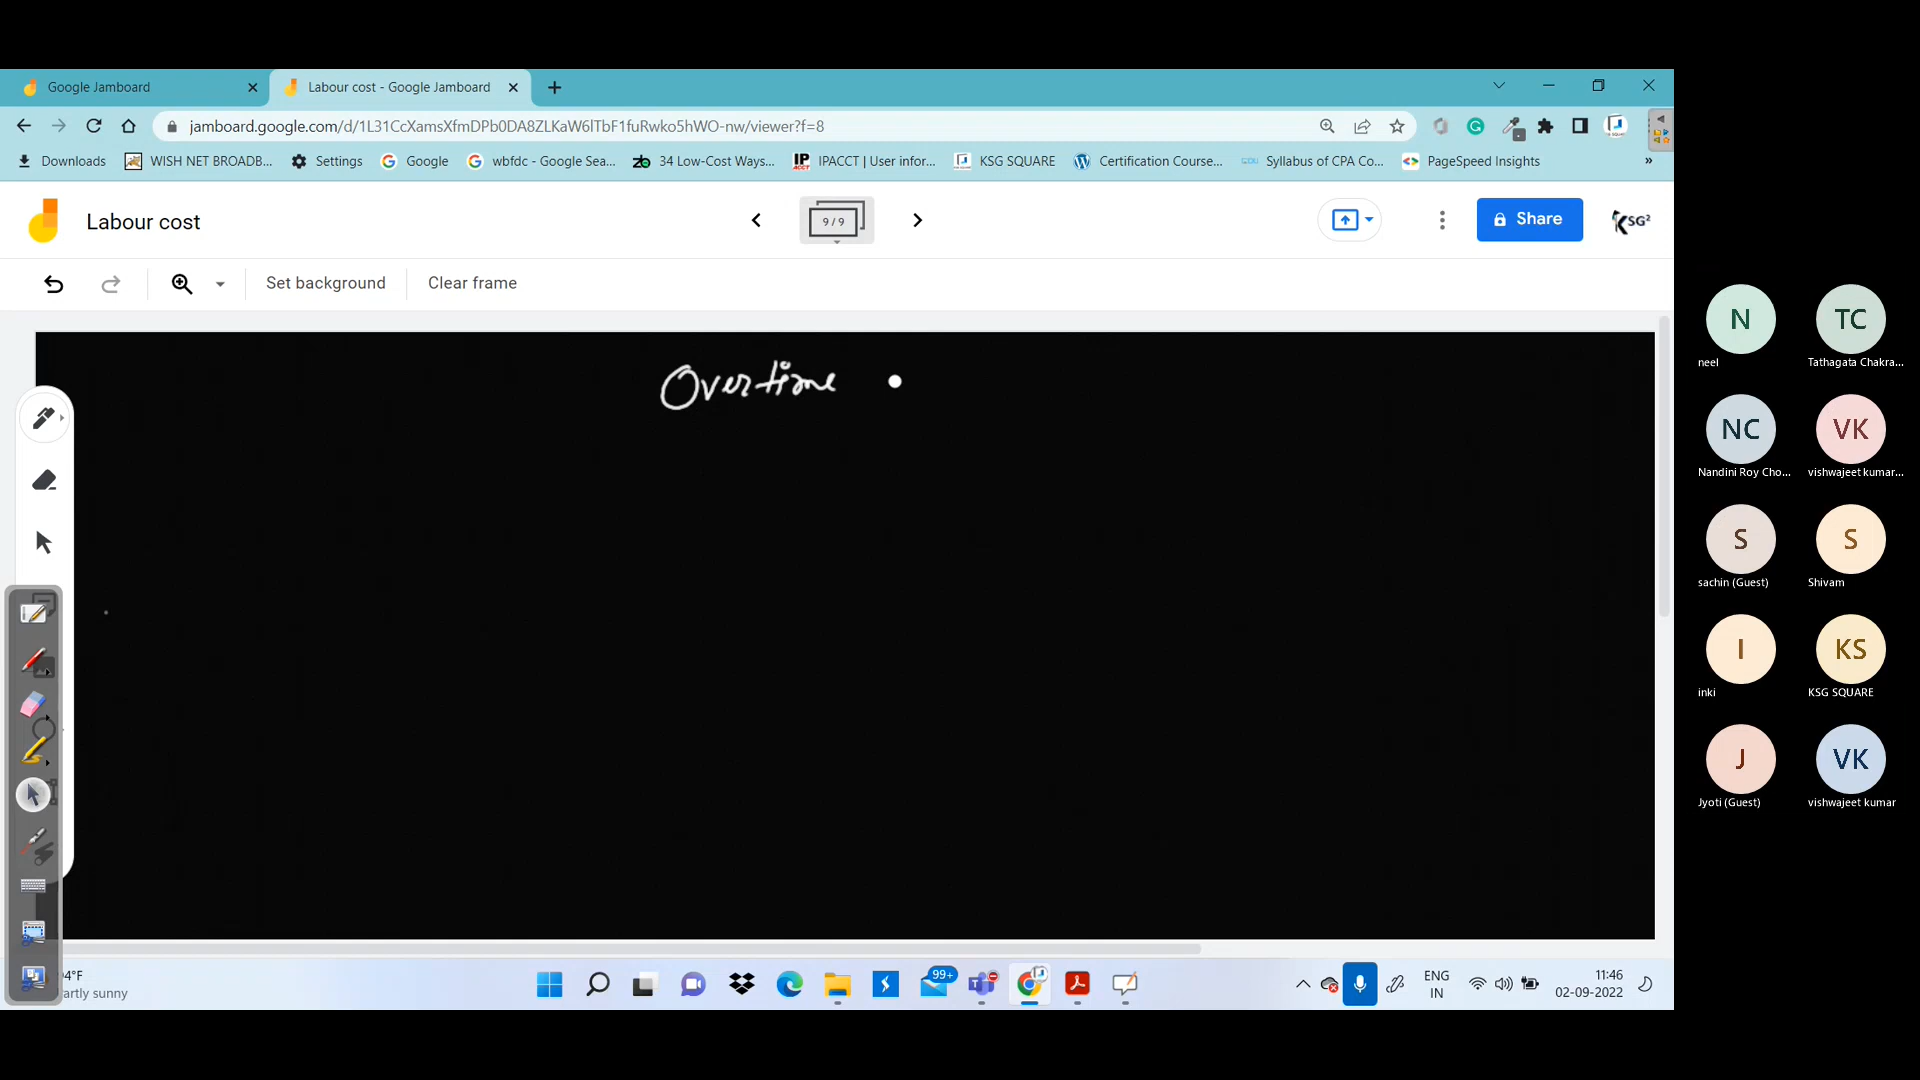 Google Jamboard
Labour cost - Google Jamboard
jamboard.google.com/d/1L31CcXamsXfmDPb0DA8ZLKaW6lTbF1fuRwko5hWO-nw/viewer?f=8
Downloads WISH NET BROADB... Settings Google wbfdc - Google Sea... 34 Low-Cost Ways... IPACCT | User infor... KSG SQUARE Certification Course... Syllabus of CPA Co... PageSpeed Insights »
Labour cost
9 / 9
Share
KSG²
Set background
Clear frame
Overtime
N
neel
TC
Tathagata Chakra...
NC
Nandini Roy Cho...
VK
vishwajeet kumar...
S
sachin (Guest)
S
Shivam
I
inki
KS
KSG SQUARE
J
Jyoti (Guest)
VK
vishwajeet kumar
4°F
artly sunny
99+
ENG
IN
11:46
02-09-2022